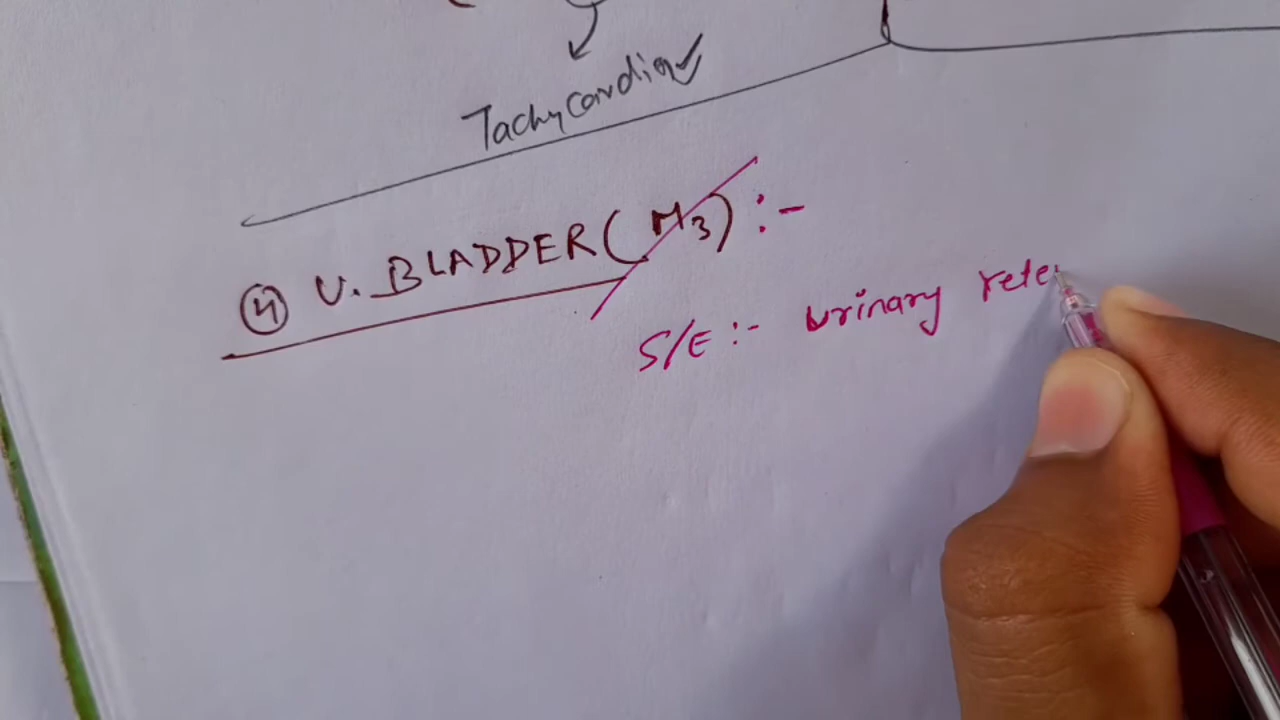 Tachycardia✓
④ U. BLADDER (M3) :-
S/E :- Urinary rete